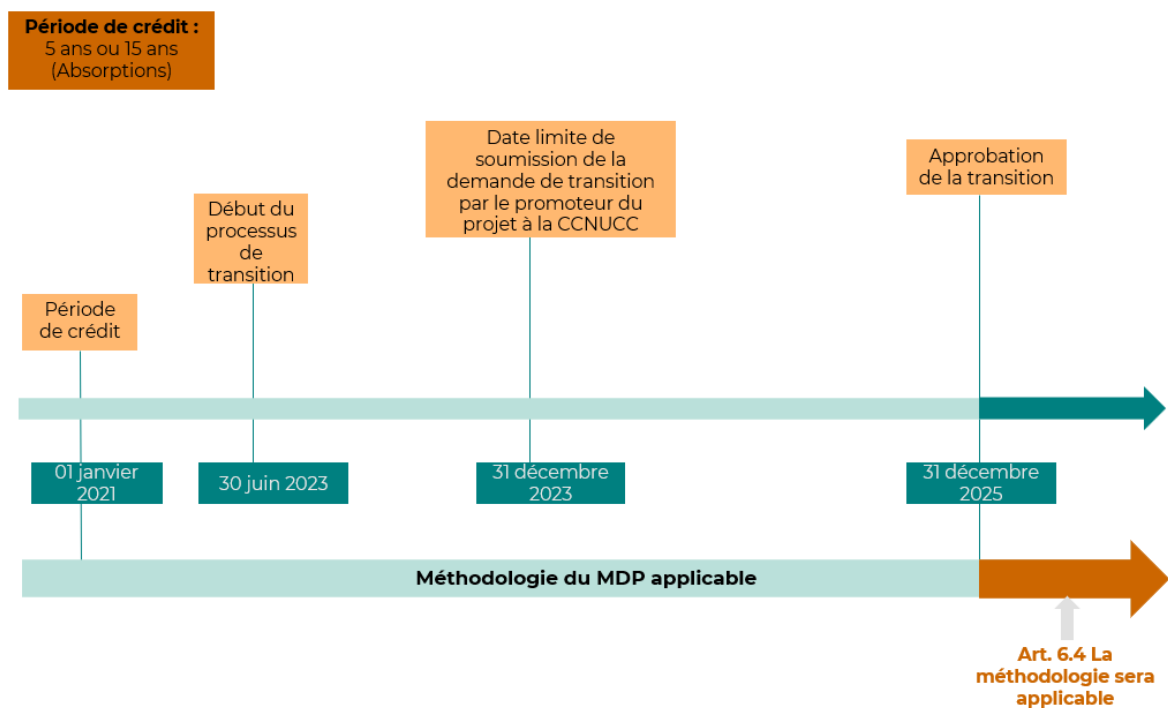 Période de crédit :
5 ans ou 15 ans
(Absorptions)
Date limite de
soumission de la
demande de transition
par le promoteur du
projet à la CCNUCC
Approbation
de la transition
Début du
processus
de
transition
Période
de crédit
01 janvier
2021
30 juin 2023
31 décembre
2023
31 décembre
2025
Méthodologie du MDP applicable
Art. 6.4 La
méthodologie sera
applicable